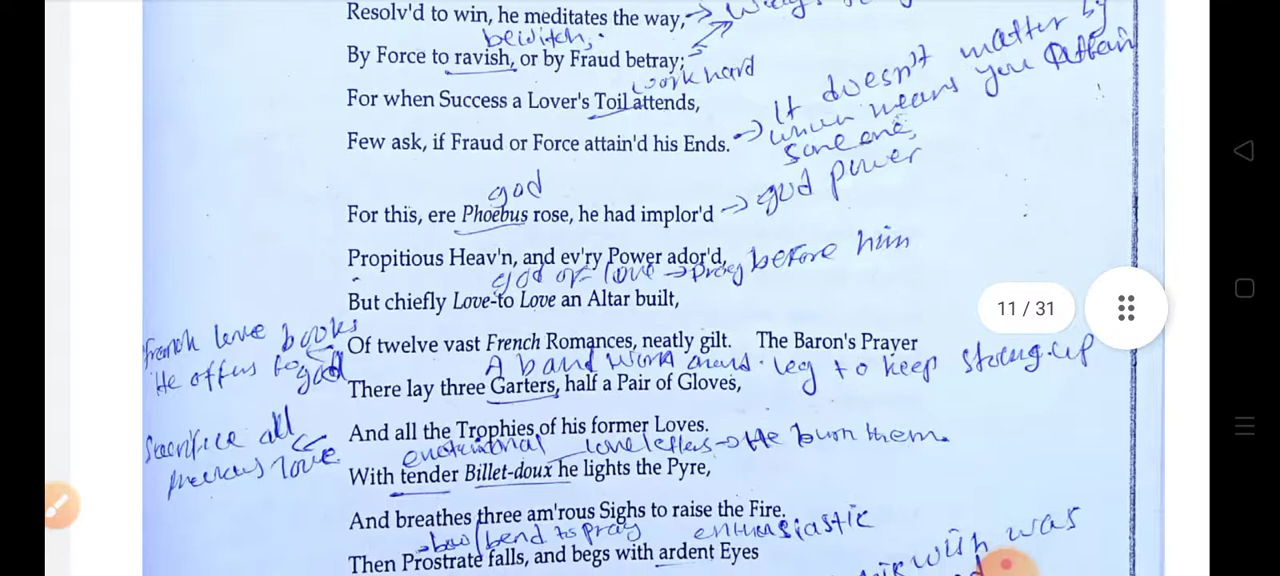 Resolv'd to win, he meditates the way,→
bewitch,
By Force to ravish, or by Fraud betray;
work hard
For when Success a Lover's Toil attends,
It doesn't matter by
means you Attain
someone,
Few ask, if Fraud or Force attain'd his Ends. →
god
For this, ere Phoebus rose, he had implor'd → god power
Propitious Heav'n, and ev'ry Power ador'd,
god of love → Pray before him
But chiefly Love-to Love an Altar built,
11 / 31
French love books
He offers to god
Of twelve vast French Romances, neatly gilt. The Baron's Prayer
A band leg to keep
There lay three Garters, half a Pair of Gloves,
Sacrifice all
love
And all the Trophies of his former Loves.
emotional love letters → He burn them.
With tender Billet-doux he lights the Pyre,
And breathes three am'rous Sighs to raise the Fire.
bow/bend to pray enthusiastic
Then Prostrate falls, and begs with ardent Eyes
wish was